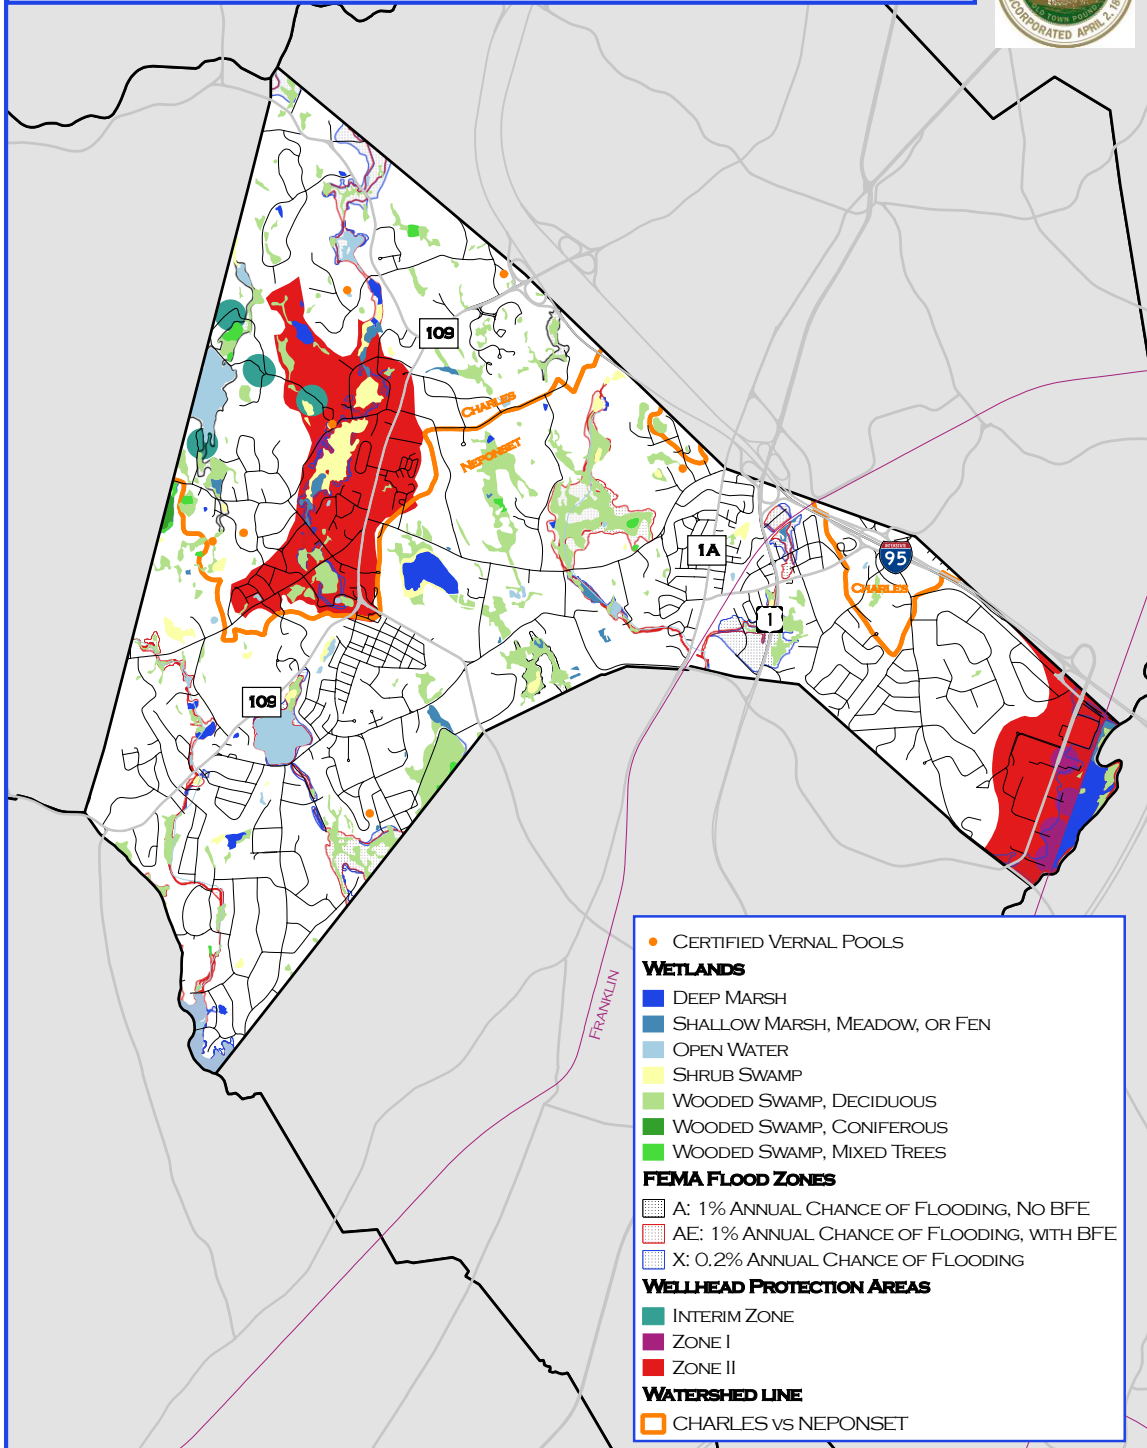 OLD TOWN POUND
INCORPORATED APRIL 2, 18
109
CHARLES
NEPONSET
1A
INTERSTATE
95
CHARLES
1
109
FRANKLIN
CERTIFIED VERNAL POOLS
WETLANDS
DEEP MARSH
SHALLOW MARSH, MEADOW, OR FEN
OPEN WATER
SHRUB SWAMP
WOODED SWAMP, DECIDUOUS
WOODED SWAMP, CONIFEROUS
WOODED SWAMP, MIXED TREES
FEMA FLOOD ZONES
A: 1% ANNUAL CHANCE OF FLOODING, NO BFE
AE: 1% ANNUAL CHANCE OF FLOODING, WITH BFE
X: 0.2% ANNUAL CHANCE OF FLOODING
WELLHEAD PROTECTION AREAS
INTERIM ZONE
ZONE I
ZONE II
WATERSHED LINE
CHARLES VS NEPONSET